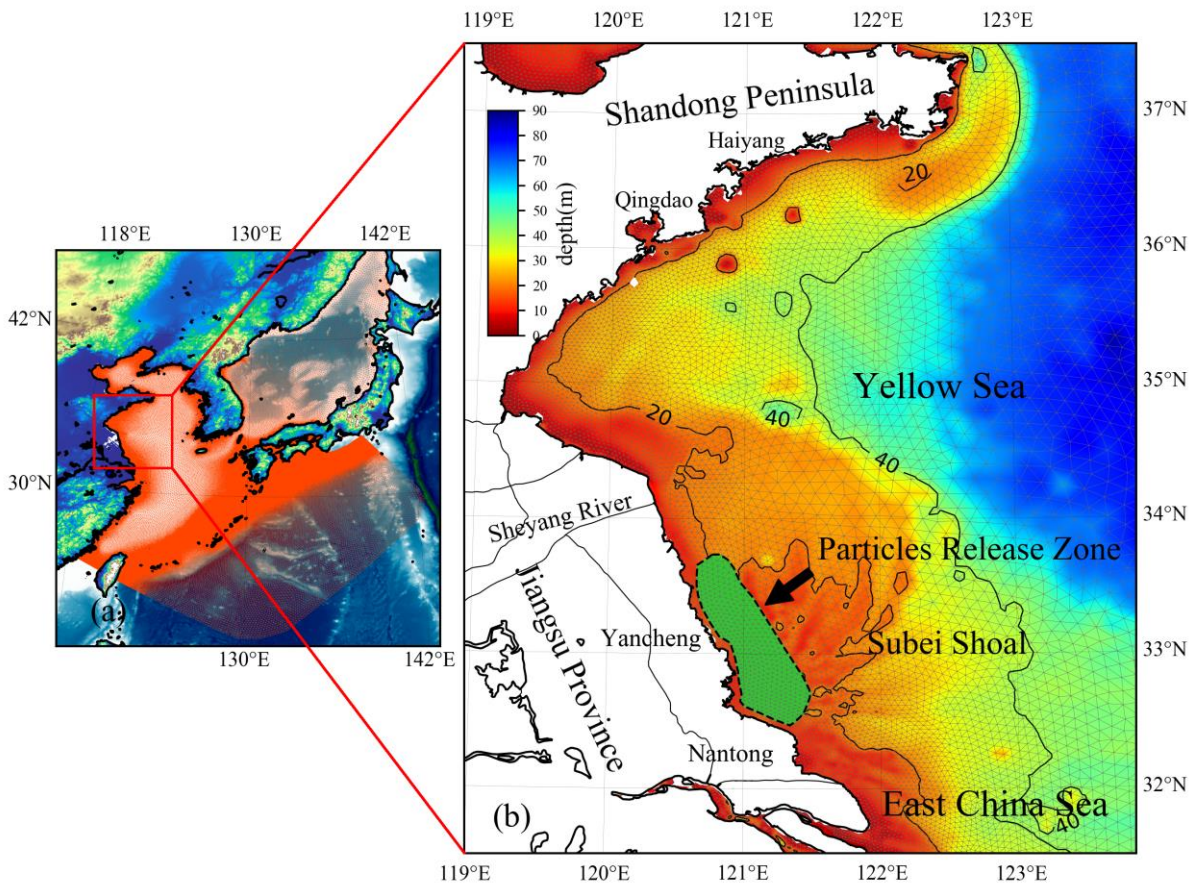 118°E 130°E 142°E
42°N
30°N
(a)
130°E 142°E
119°E 120°E 121°E 122°E 123°E
37°N
36°N
35°N
34°N
33°N
32°N
119°E 120°E 121°E 122°E 123°E
depth(m)
90
80
70
60
50
40
30
20
10
0
Shandong Peninsula
Haiyang
20
Qingdao
Yellow Sea
20
40
40
Sheyang River
Particles Release Zone
Jiangsu Province
Yancheng
Subei Shoal
Nantong
East China Sea
40
(b)